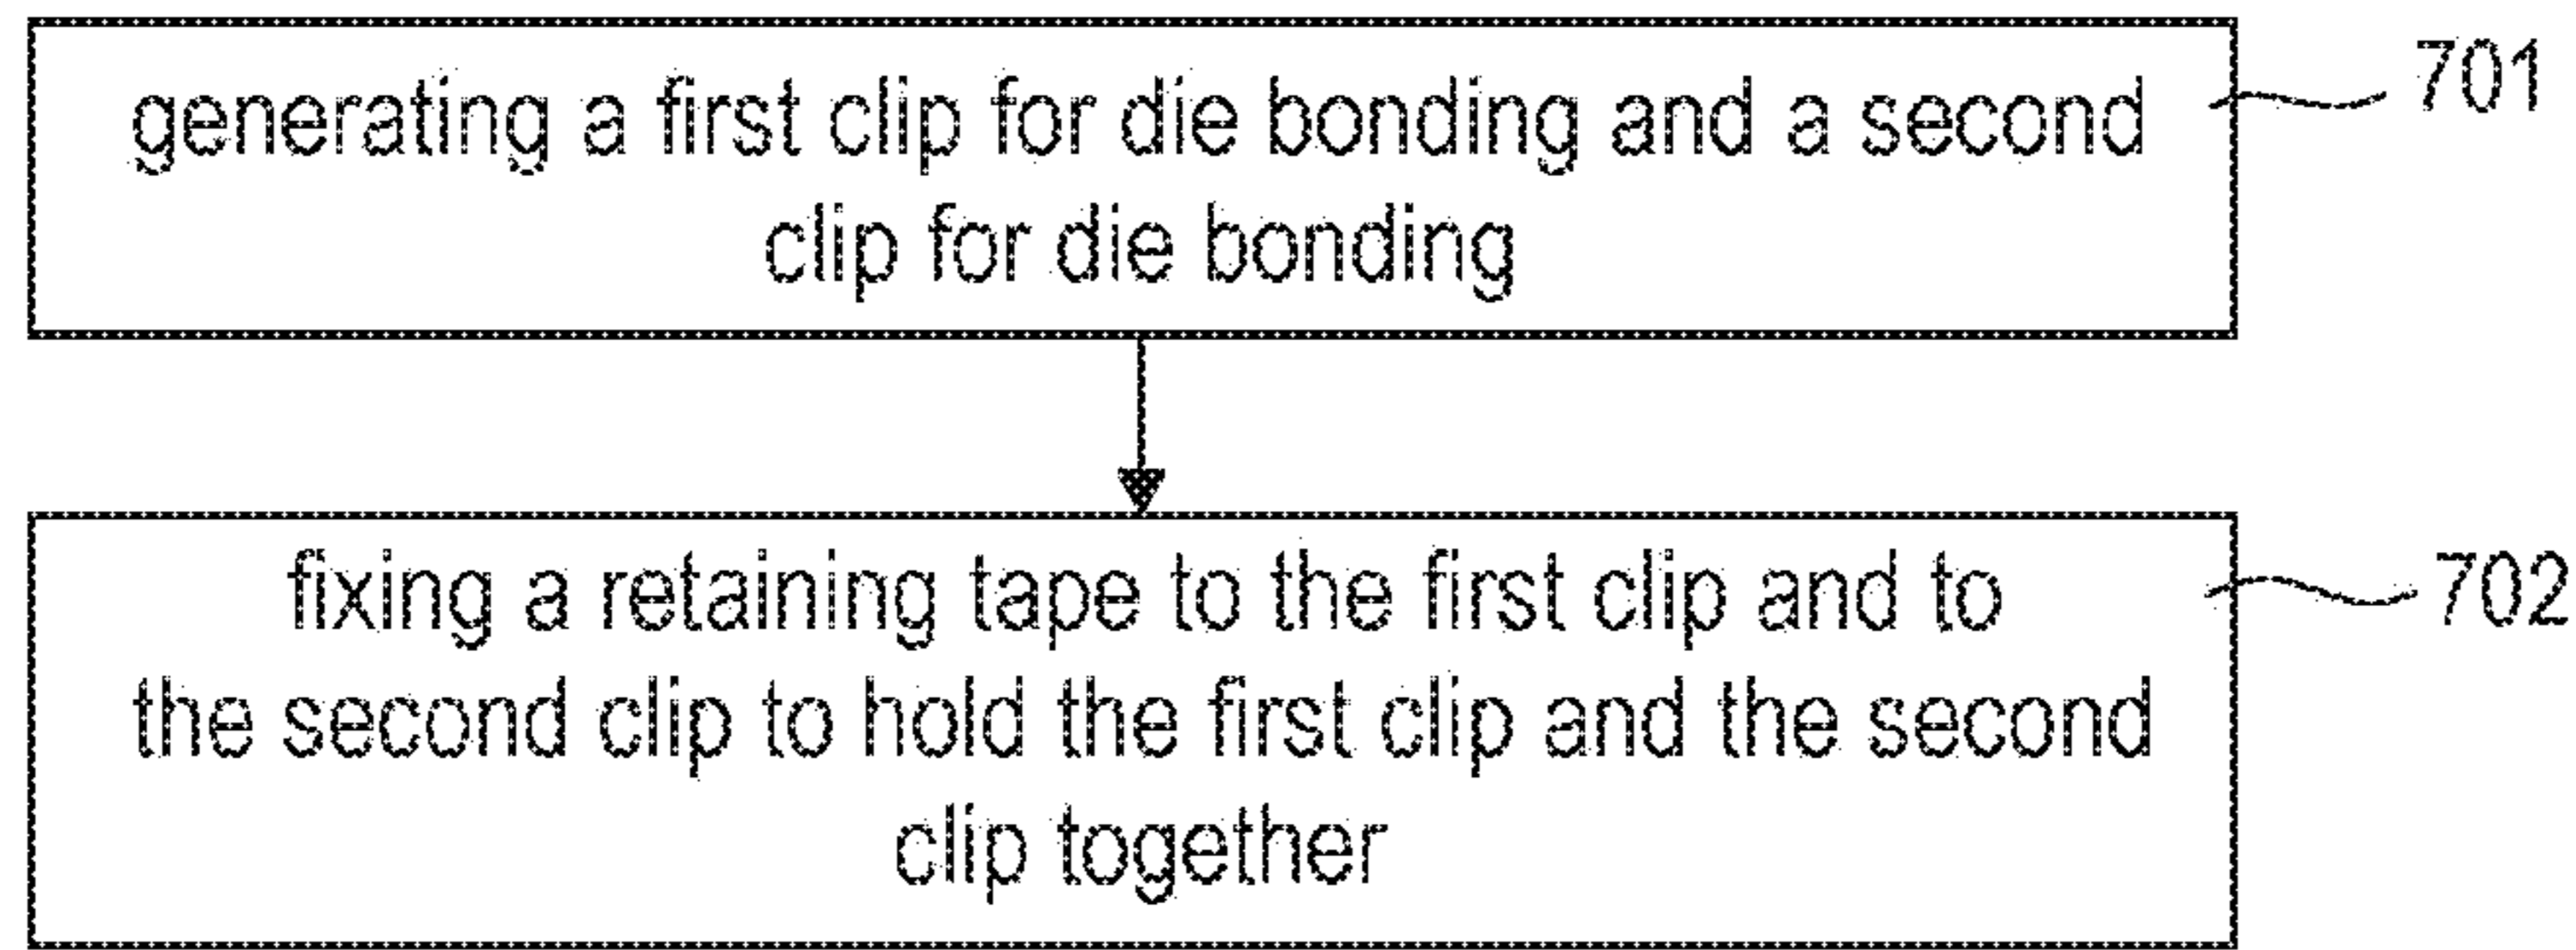 generating a first clip for die bonding and a second
clip for die bonding
701
fixing a retaining tape to the first clip and to
the second clip to hold the first clip and the second
clip together
702